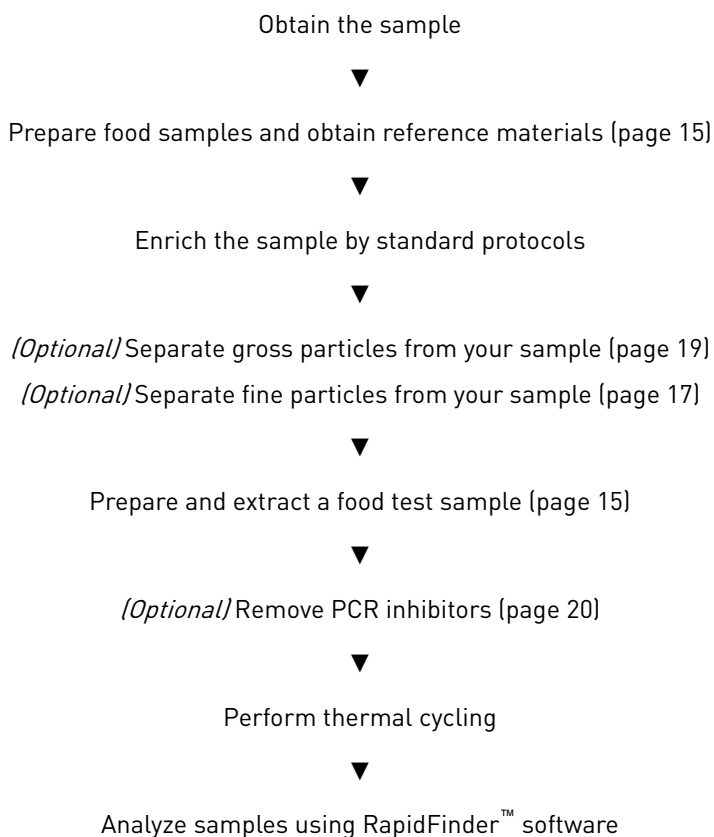 Obtain the sample
▼
Prepare food samples and obtain reference materials (page 15)
▼
Enrich the sample by standard protocols
▼
(Optional) Separate gross particles from your sample (page 19)
(Optional) Separate fine particles from your sample (page 17)
▼
Prepare and extract a food test sample (page 15)
▼
(Optional) Remove PCR inhibitors (page 20)
▼
Perform thermal cycling
▼
Analyze samples using RapidFinder™ software